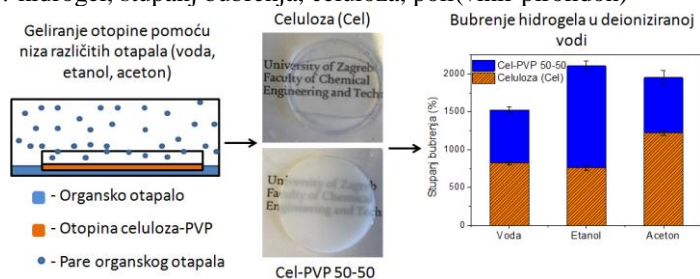 hidrogel, stupanj bubrenja, celuloza, poli(vinil-pirolidon)
Geliranje otopine pomoću
niza različitih otapala (voda,
etanol, aceton)
- Organsko otapalo
- Otopina celuloza-PVP
- Pare organskog otapala
Celuloza (Cel)
University of Zagreb
Faculty of Chemical
Engineering and Tech
University of Zagreb
Faculty of Chemical
Engineering and Tech
Cel-PVP 50-50
Bubrenje hidrogela u deioniziranoj
vodi
Cel-PVP 50-50
Celuloza (Cel)
Stupanj bubrenja (%)
2000
1500
1000
500
0
Voda Etanol Aceton